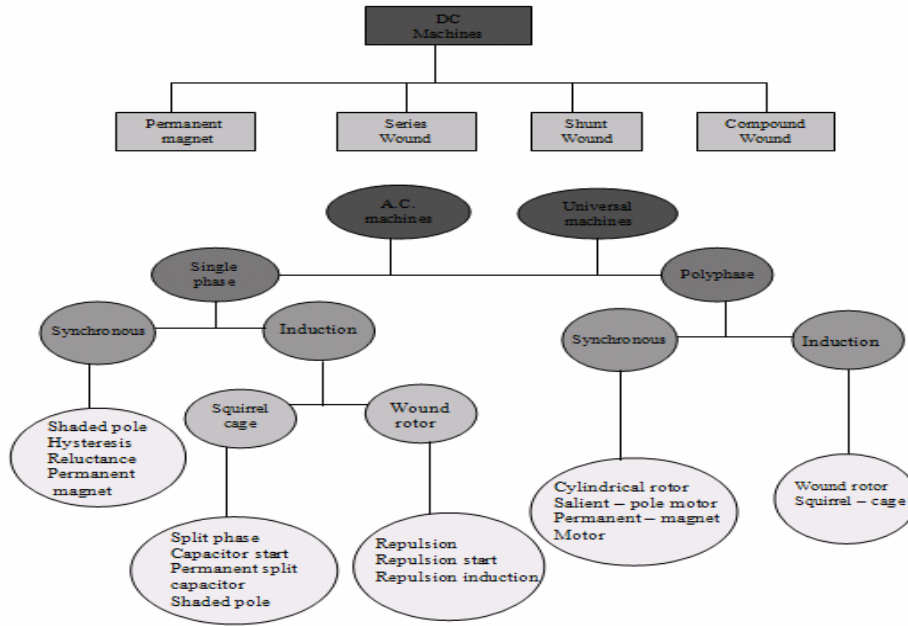 DC
Machines
Permanent
magnet
Series
Wound
Shunt
Wound
Compound
Wound
A.C.
machines
Universal
machines
Single
phase
Polyphase
Synchronous
Induction
Synchronous
Induction
Squirrel
cage
Wound
rotor
Shaded pole
Hysteresis
Reluctance
Permanent
magnet
Cylindrical rotor
Salient – pole motor
Permanent – magnet
Motor
Wound rotor
Squirrel – cage
Split phase
Capacitor start
Permanent split
capacitor
Shaded pole
Repulsion
Repulsion start
Repulsion induction